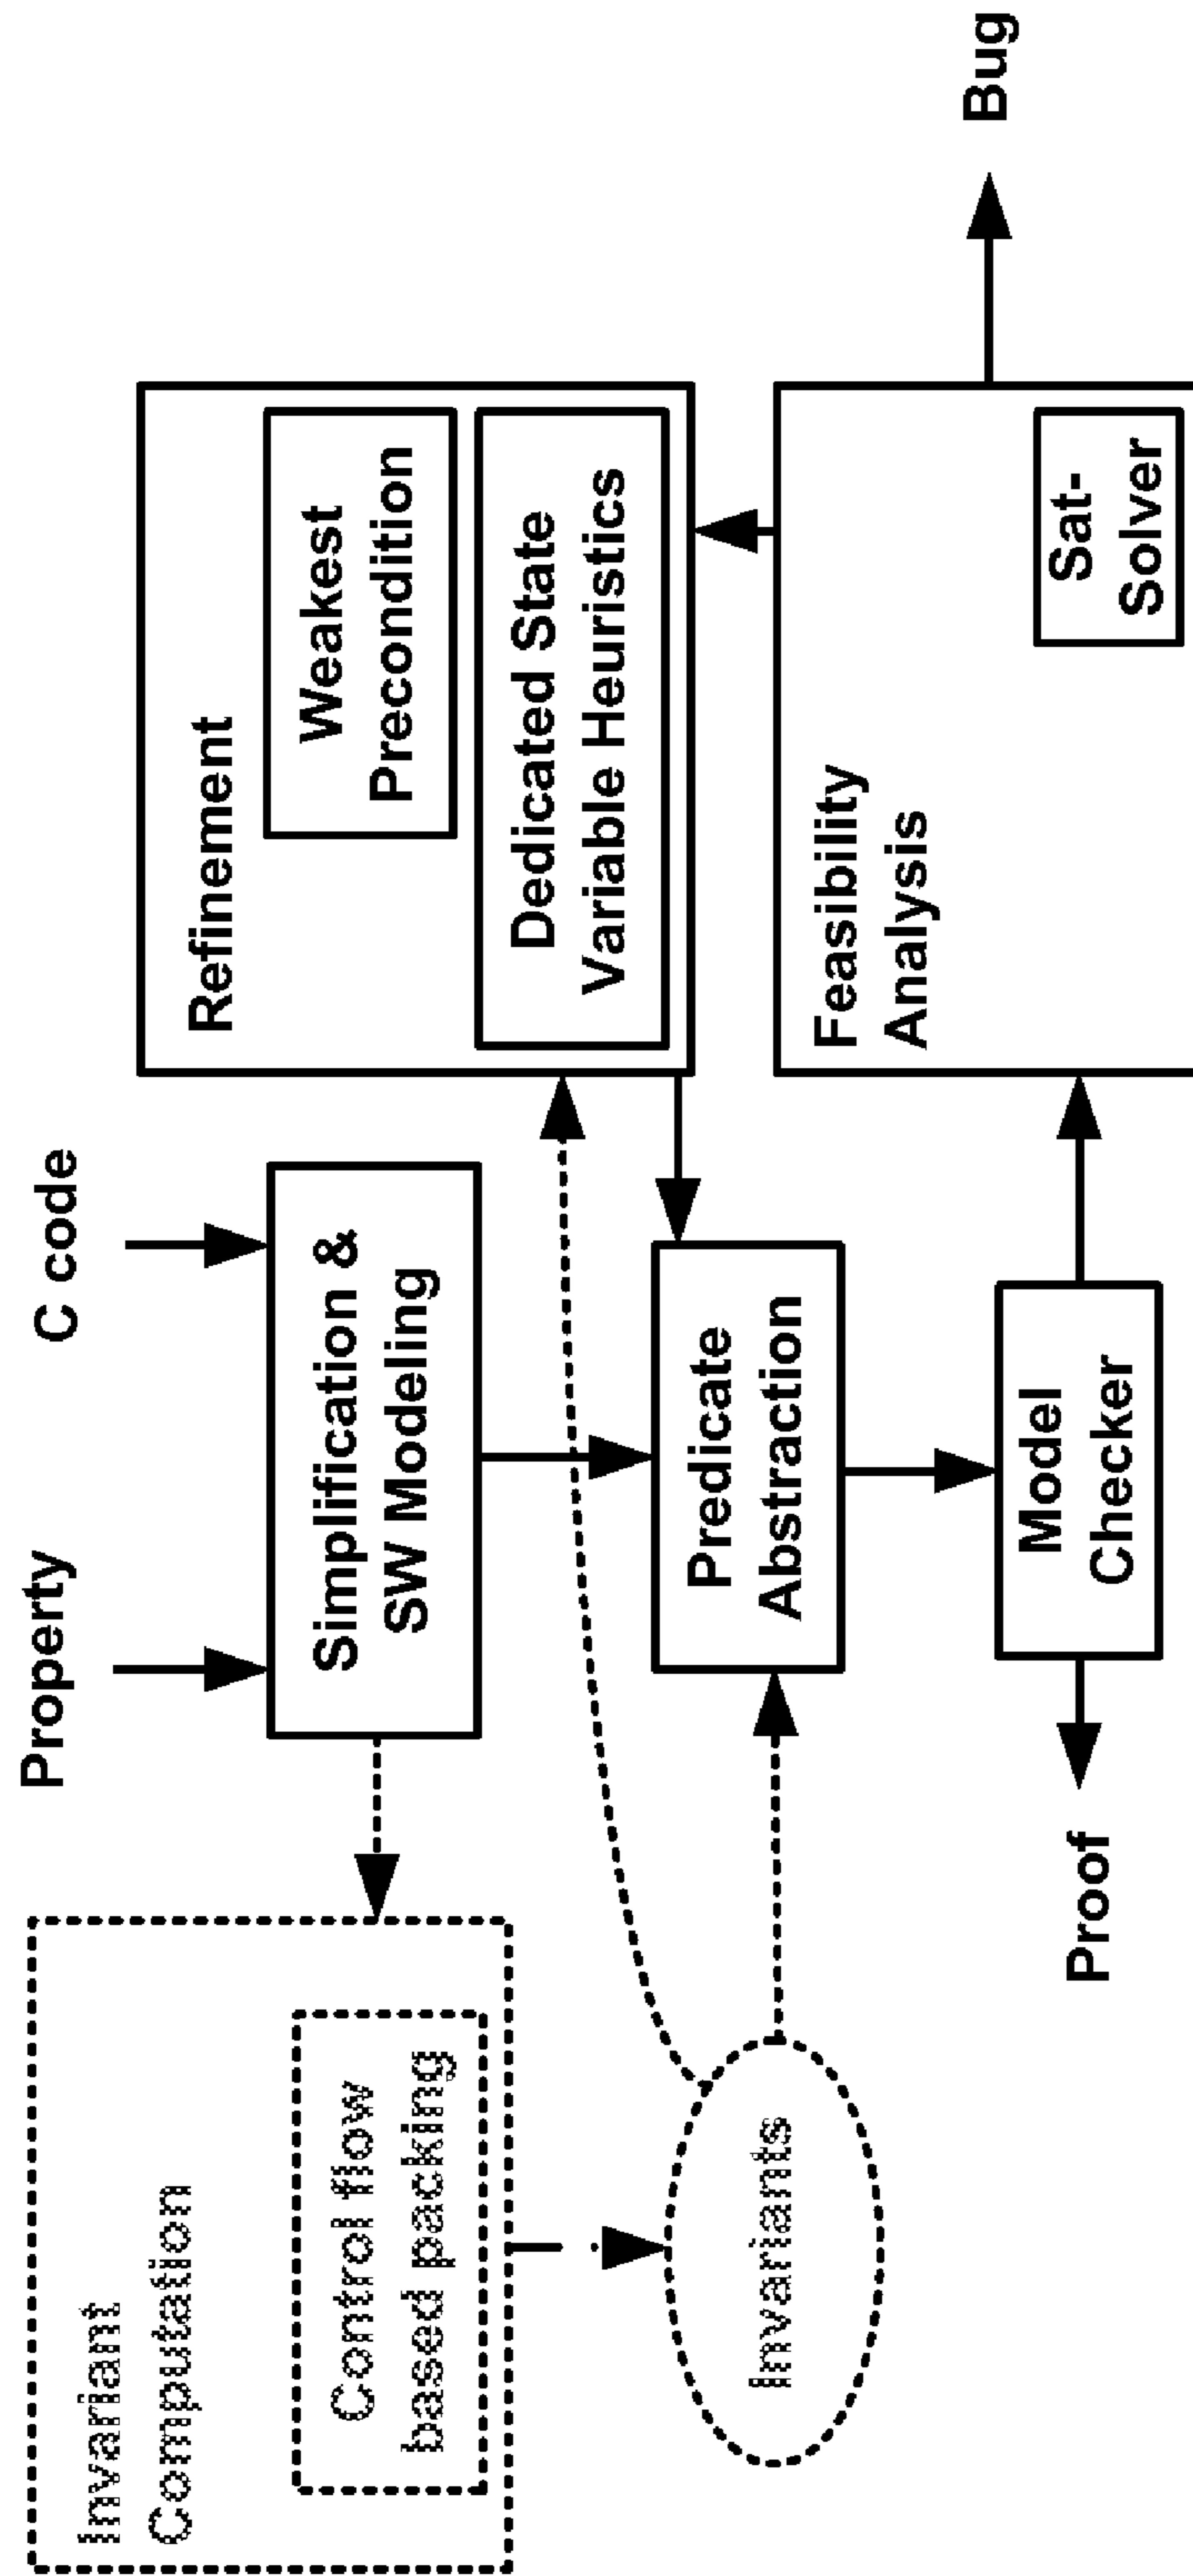 Invariant
Computation
Control flow
based packing
Invariants
Property
C code
Simplification &
SW Modeling
Predicate
Abstraction
Model
Checker
Proof
Refinement
Weakest
Precondition
Dedicated State
Variable Heuristics
Feasibility
Analysis
Sat-
Solver
Bug